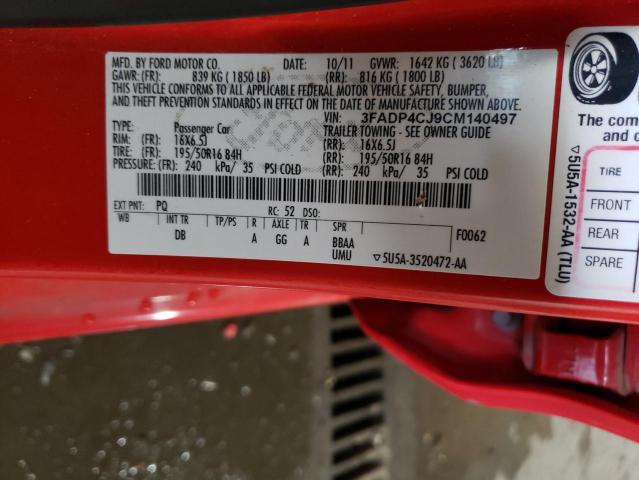 MFD. BY FORD MOTOR CO. DATE: 10/11 GVWR: 1642 KG ( 3620 LB)
GAWR: (FR): 839 KG ( 1850 LB) (RR): 816 KG ( 1800 LB)
THIS VEHICLE CONFORMS TO ALL APPLICABLE FEDERAL MOTOR VEHICLE SAFETY, BUMPER,
AND THEFT PREVENTION STANDARDS IN EFFECT ON THE DATE OF MANUFACTURE SHOWN ABOVE.
VIN: 3FADP4CJ9CM140497
TYPE: Passenger Car TRAILER TOWING - SEE OWNER GUIDE
RIM: (FR): 16X6.5J (RR): 16X6.5J
TIRE: (FR): 195/50R16 84H (RR): 195/50R16 84H
PRESSURE: (FR): 240 kPa/ 35 PSI COLD (RR): 240 kPa/ 35 PSI COLD
EXT PNT: PQ RC: 52 DSO:
WB INT TR TP/PS R AXLE TR SPR F0062
DB A GG A BBAA
UMU ▽5U5A-3520472-AA
The com
TIRE
FRONT
REAR
SPARE
▽5U5A-1532-AA (TLU)